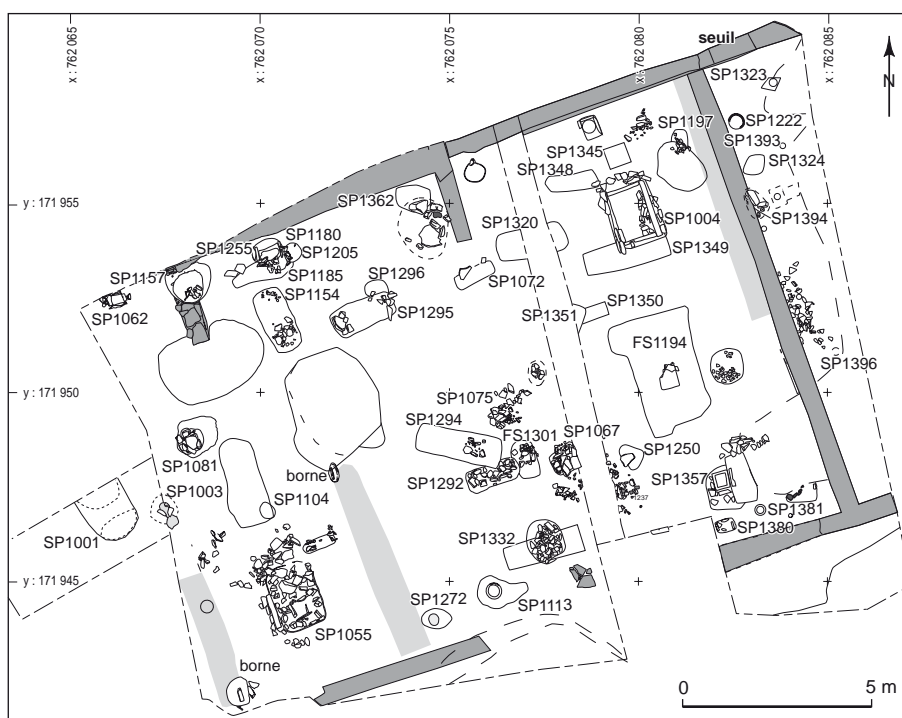 x : 762 065
x : 762 070
x : 762 075
x : 762 080
x : 762 085
seuil
N
SP1323
SP1222
SP1197
SP1393
SP1345
SP1324
SP1348
y : 171 955
SP1362
SP1394
SP1004
SP1320
SP1180
SP1255
SP1205
SP1349
SP1157
SP1185
SP1296
SP1072
SP1154
SP1062
SP1295
SP1350
SP1351
FS1194
SP1396
y : 171 950
SP1075
SP1294
FS1301
SP1067
SP1250
borne
SP1081
SP1357
SP1292
SP1003
1237
SP1104
SP1381
SP1380
SP1001
SP1332
y : 171 945
SP1272
SP1113
SP1055
borne
0
5 m